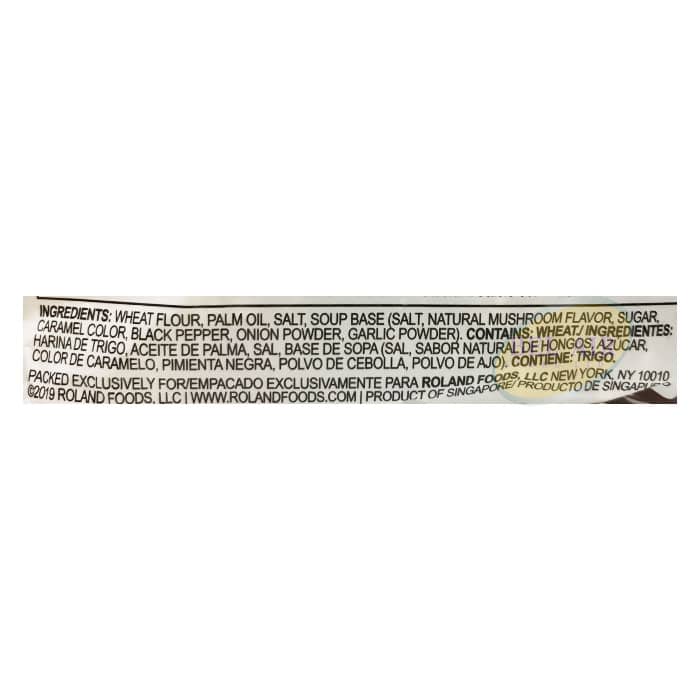 INGREDIENTS: WHEAT FLOUR, PALM OIL, SALT, SOUP BASE (SALT, NATURAL MUSHROOM FLAVOR, SUGAR,
CARAMEL COLOR, BLACK PEPPER, ONION POWDER, GARLIC POWDER). CONTAINS: WHEAT./ INGREDIENTES:
HARINA DE TRIGO, ACEITE DE PALMA, SAL, BASE DE SOPA (SAL, SABOR NATURAL DE HONGOS, AZUCAR,
COLOR DE CARAMELO, PIMIENTA NEGRA, POLVO DE CEBOLLA, POLVO DE AJO). CONTIENE: TRIGO.
PACKED EXCLUSIVELY FOR/EMPACADO EXCLUSIVAMENTE PARA ROLAND FOODS, LLC NEW YORK, NY 10010
©2019 ROLAND FOODS, LLC | WWW.ROLANDFOODS.COM | PRODUCT OF SINGAPORE/ PRODUCTO DE SINGAPUR